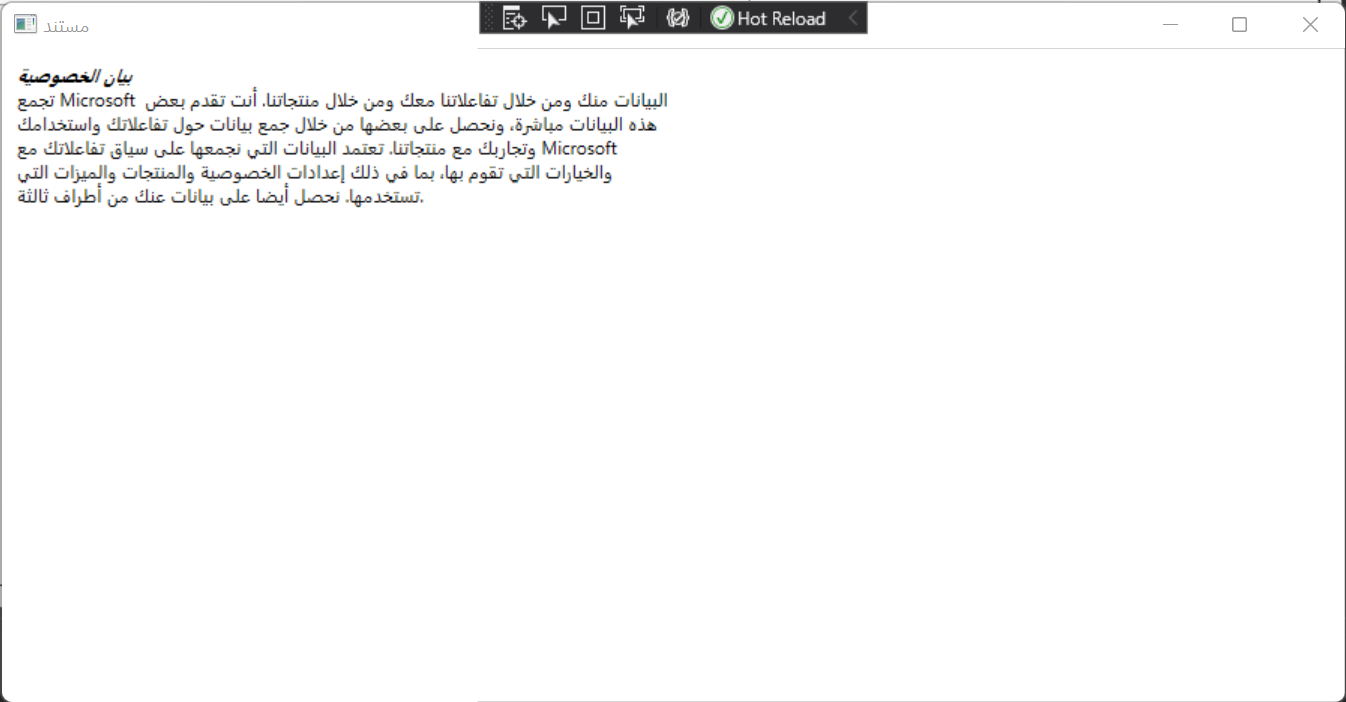 مستند
Hot Reload
بيان الخصوصية
تجمع Microsoft البيانات منك ومن خلال تفاعلاتنا معك ومن خلال منتجاتنا. أنت تقدم بعض
هذه البيانات مباشرة، ونحصل على بعضها من خلال جمع بيانات حول تفاعلاتك واستخدامك
وتجاربك مع منتجاتنا. تعتمد البيانات التي نجمعها على سياق تفاعلاتك مع Microsoft
والخيارات التي تقوم بها، بما في ذلك إعدادات الخصوصية والمنتجات والميزات التي
تستخدمها. نحصل أيضا على بيانات عنك من أطراف ثالثة.